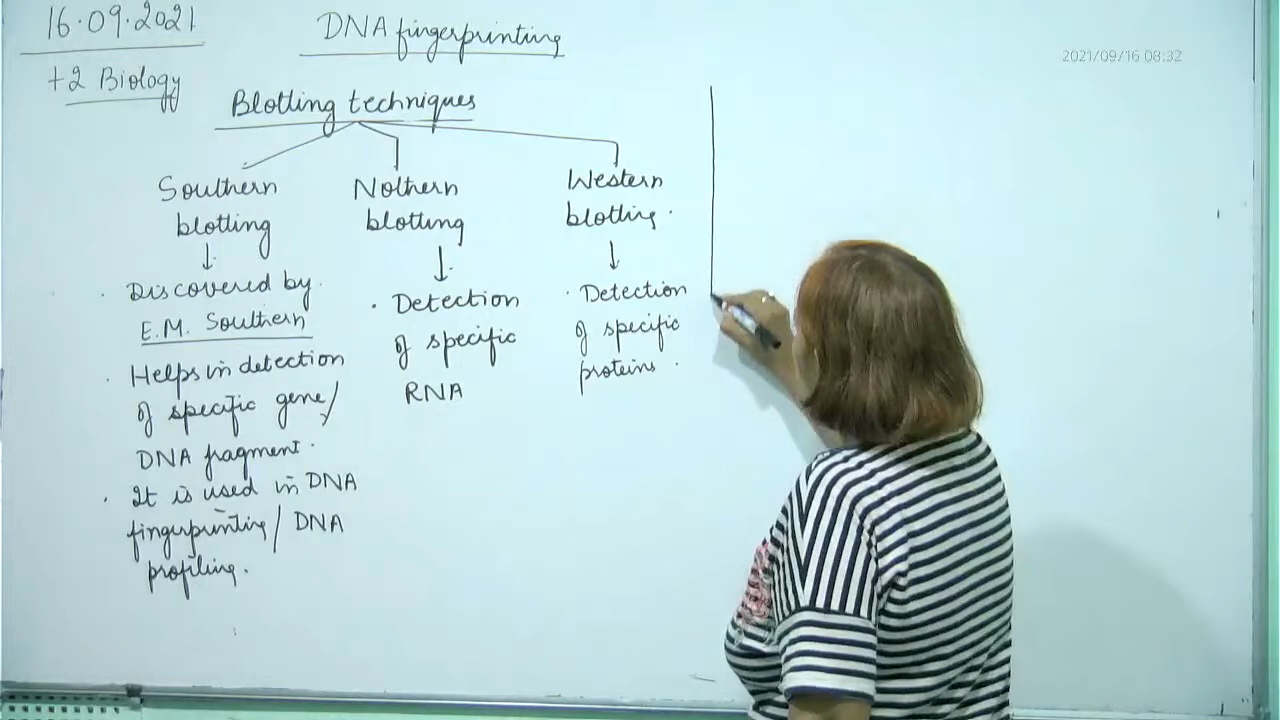 16.09.2021
DNA fingerprinting
2021/09/16 08:32
+2 Biology
Blotting techniques
Southern
blotting
Discovered by
E.M. Southern
Helps in detection
of specific gene/
DNA fragment.
It is used in DNA
fingerprinting/DNA
profiling.
Nothern
blotting
Detection
of specific
RNA
Western
blotting.
Detection
of specific
proteins.